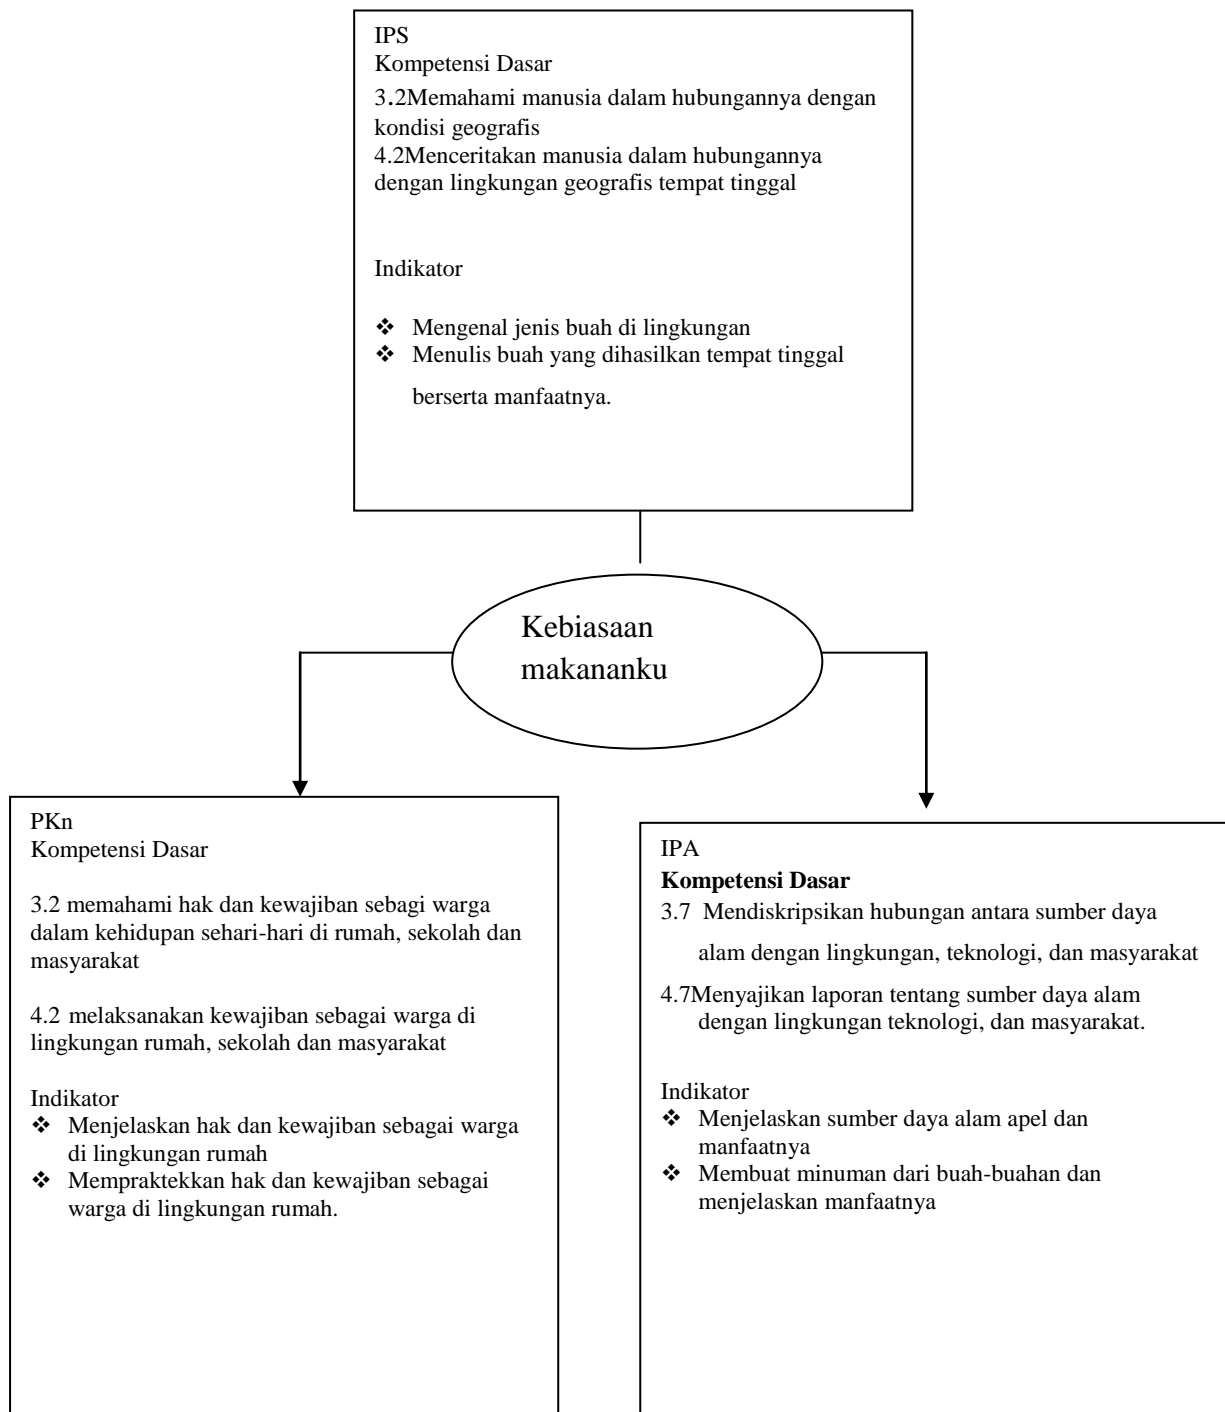 IPS
Kompetensi Dasar
3.2Memahami manusia dalam hubungannya dengan
kondisi geografis
4.2Menceritakan manusia dalam hubungannya
dengan lingkungan geografis tempat tinggal
Indikator
❖ Mengenal jenis buah di lingkungan
❖ Menulis buah yang dihasilkan tempat tinggal
berserta manfaatnya.
Kebiasaan
makananku
PKn
Kompetensi Dasar
3.2 memahami hak dan kewajiban sebagi warga
dalam kehidupan sehari-hari di rumah, sekolah dan
masyarakat
4.2 melaksanakan kewajiban sebagai warga di
lingkungan rumah, sekolah dan masyarakat
Indikator
❖ Menjelaskan hak dan kewajiban sebagai warga
di lingkungan rumah
❖ Mempraktekkan hak dan kewajiban sebagai
warga di lingkungan rumah.
IPA
Kompetensi Dasar
3.7 Mendiskripsikan hubungan antara sumber daya
alam dengan lingkungan, teknologi, dan masyarakat
4.7Menyajikan laporan tentang sumber daya alam
dengan lingkungan teknologi, dan masyarakat.
Indikator
❖ Menjelaskan sumber daya alam apel dan
manfaatnya
❖ Membuat minuman dari buah-buahan dan
menjelaskan manfaatnya